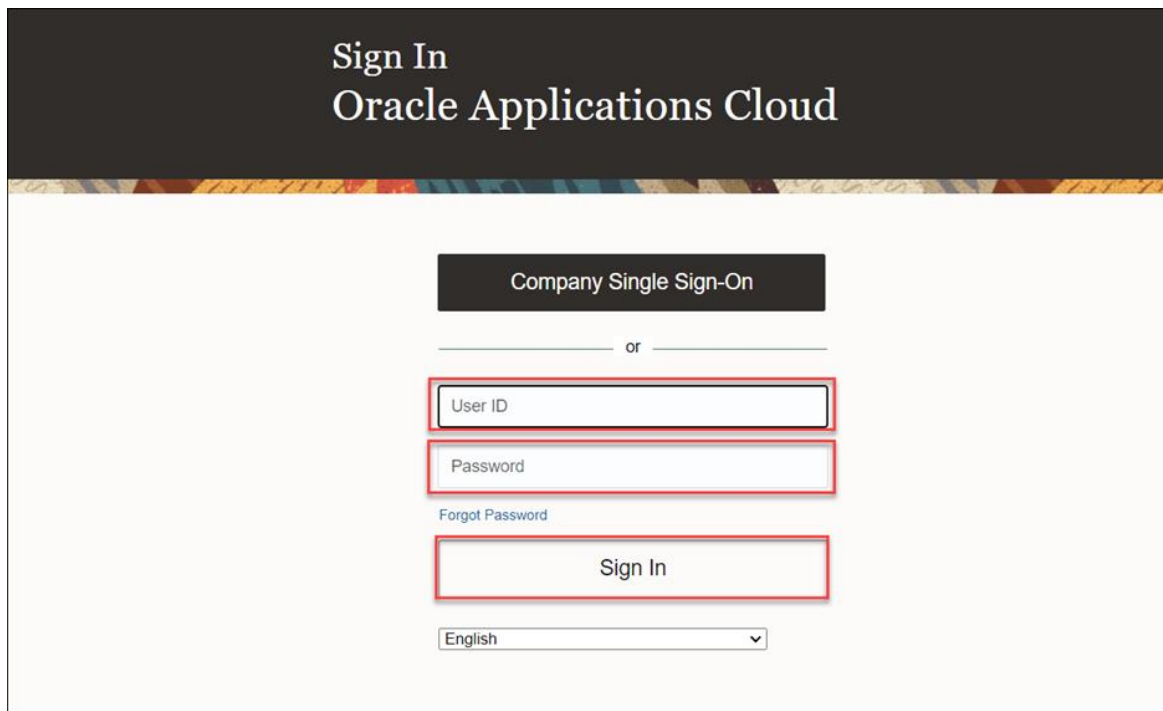 Sign In
Oracle Applications Cloud
Company Single Sign-On
or
User ID
Password
Forgot Password
Sign In
English